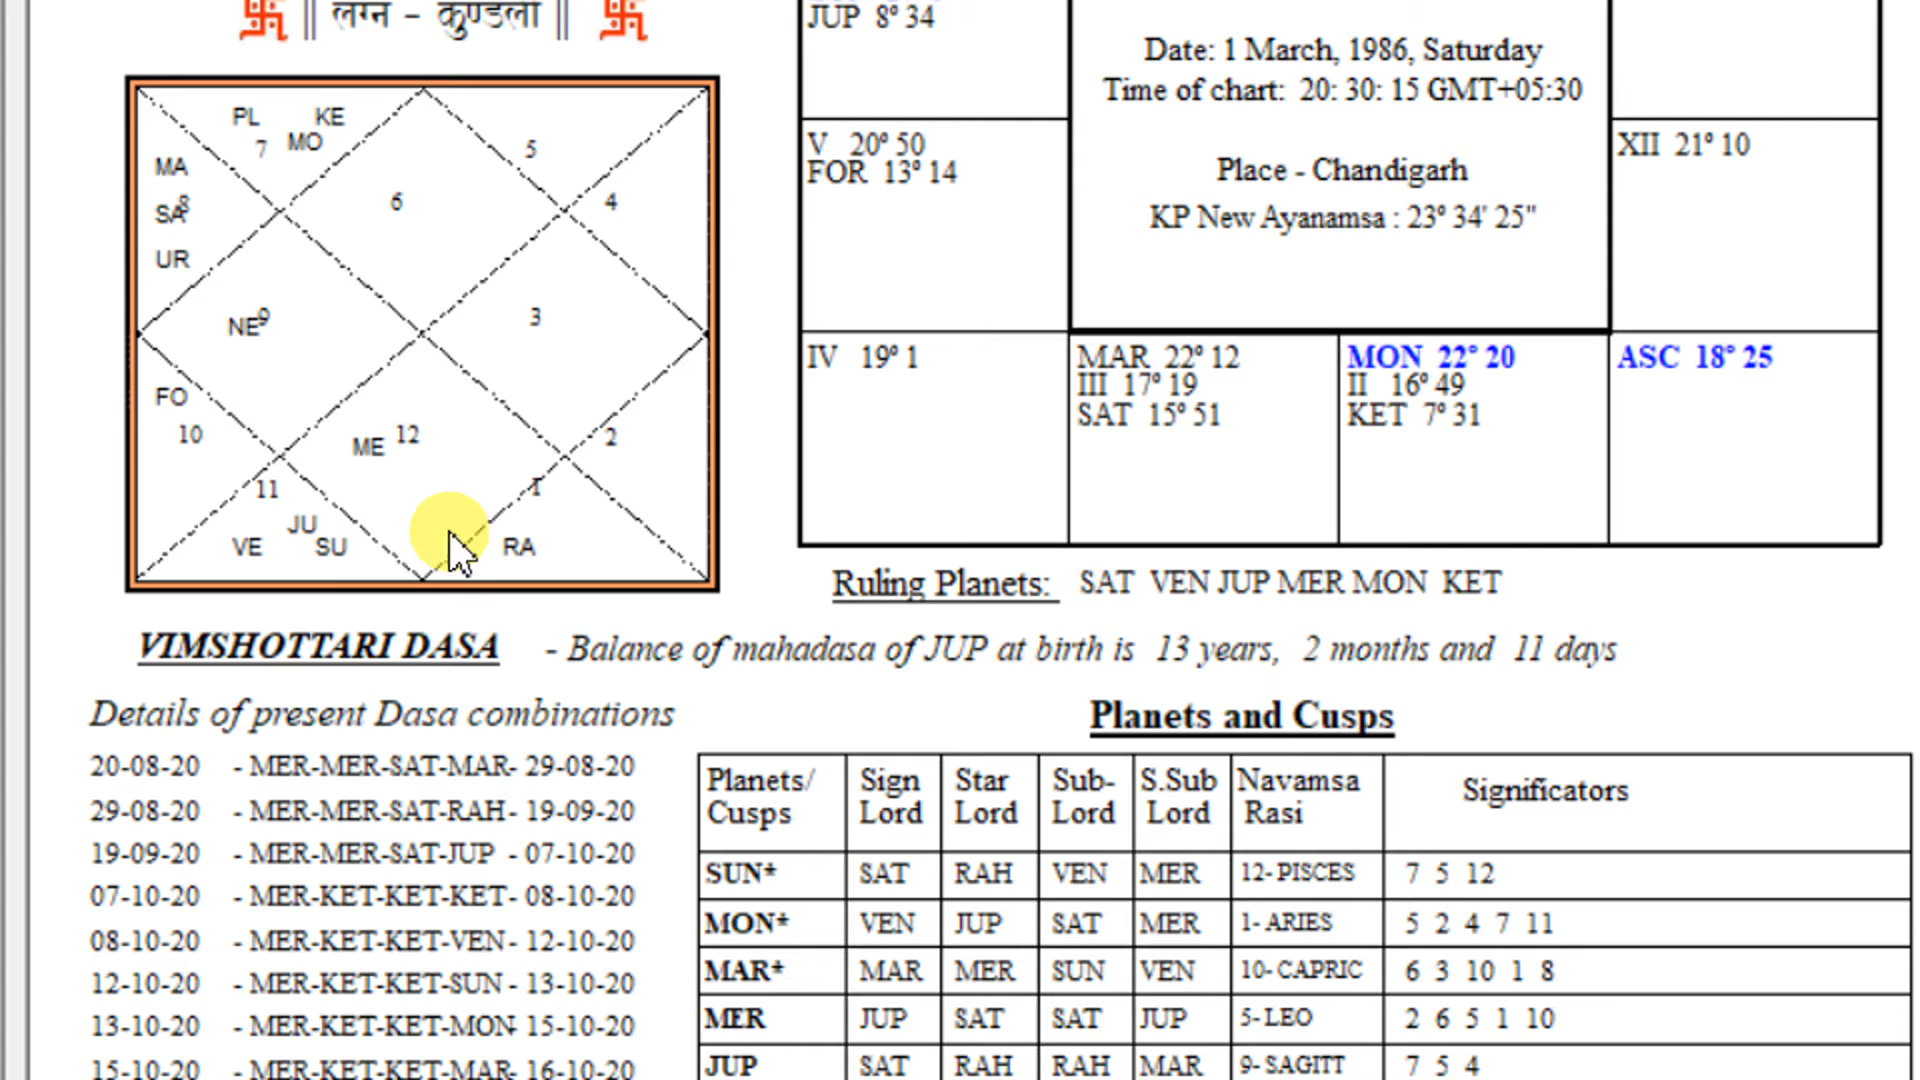 卐 || लग्न - कुण्डली || 卐
PL KE
7 MO
5
MA
SA 8
6
4
UR
NE 9
3
FO
10
ME 12
2
11
1
JU
VE SU
RA
JUP 8° 34
Date: 1 March, 1986, Saturday
Time of chart: 20: 30: 15 GMT+05:30
Place - Chandigarh
KP New Ayanamsa : 23° 34' 25"
V 20° 50
FOR 13° 14
XII 21° 10
IV 19° 1
MAR 22° 12
III 17° 19
SAT 15° 51
MON 22° 20
II 16° 49
KET 7° 31
ASC 18° 25
Ruling Planets: SAT VEN JUP MER MON KET
VIMSHOTTARI DASA - Balance of mahadasa of JUP at birth is 13 years, 2 months and 11 days
Details of present Dasa combinations
20-08-20 - MER-MER-SAT-MAR- 29-08-20
29-08-20 - MER-MER-SAT-RAH - 19-09-20
19-09-20 - MER-MER-SAT-JUP - 07-10-20
07-10-20 - MER-KET-KET-KET - 08-10-20
08-10-20 - MER-KET-KET-VEN - 12-10-20
12-10-20 - MER-KET-KET-SUN - 13-10-20
13-10-20 - MER-KET-KET-MON- 15-10-20
15-10-20 - MER-KET-KET-MAR- 16-10-20
Planets and Cusps
Planets/ Cusps Sign Lord Star Lord Sub- Lord S.Sub Lord Navamsa Rasi Significators
SUN* SAT RAH VEN MER 12- PISCES 7 5 12
MON* VEN JUP SAT MER 1- ARIES 5 2 4 7 11
MAR* MAR MER SUN VEN 10- CAPRIC 6 3 10 1 8
MER JUP SAT SAT JUP 5- LEO 2 6 5 1 10
JUP SAT RAH RAH MAR 9- SAGITT 7 5 4